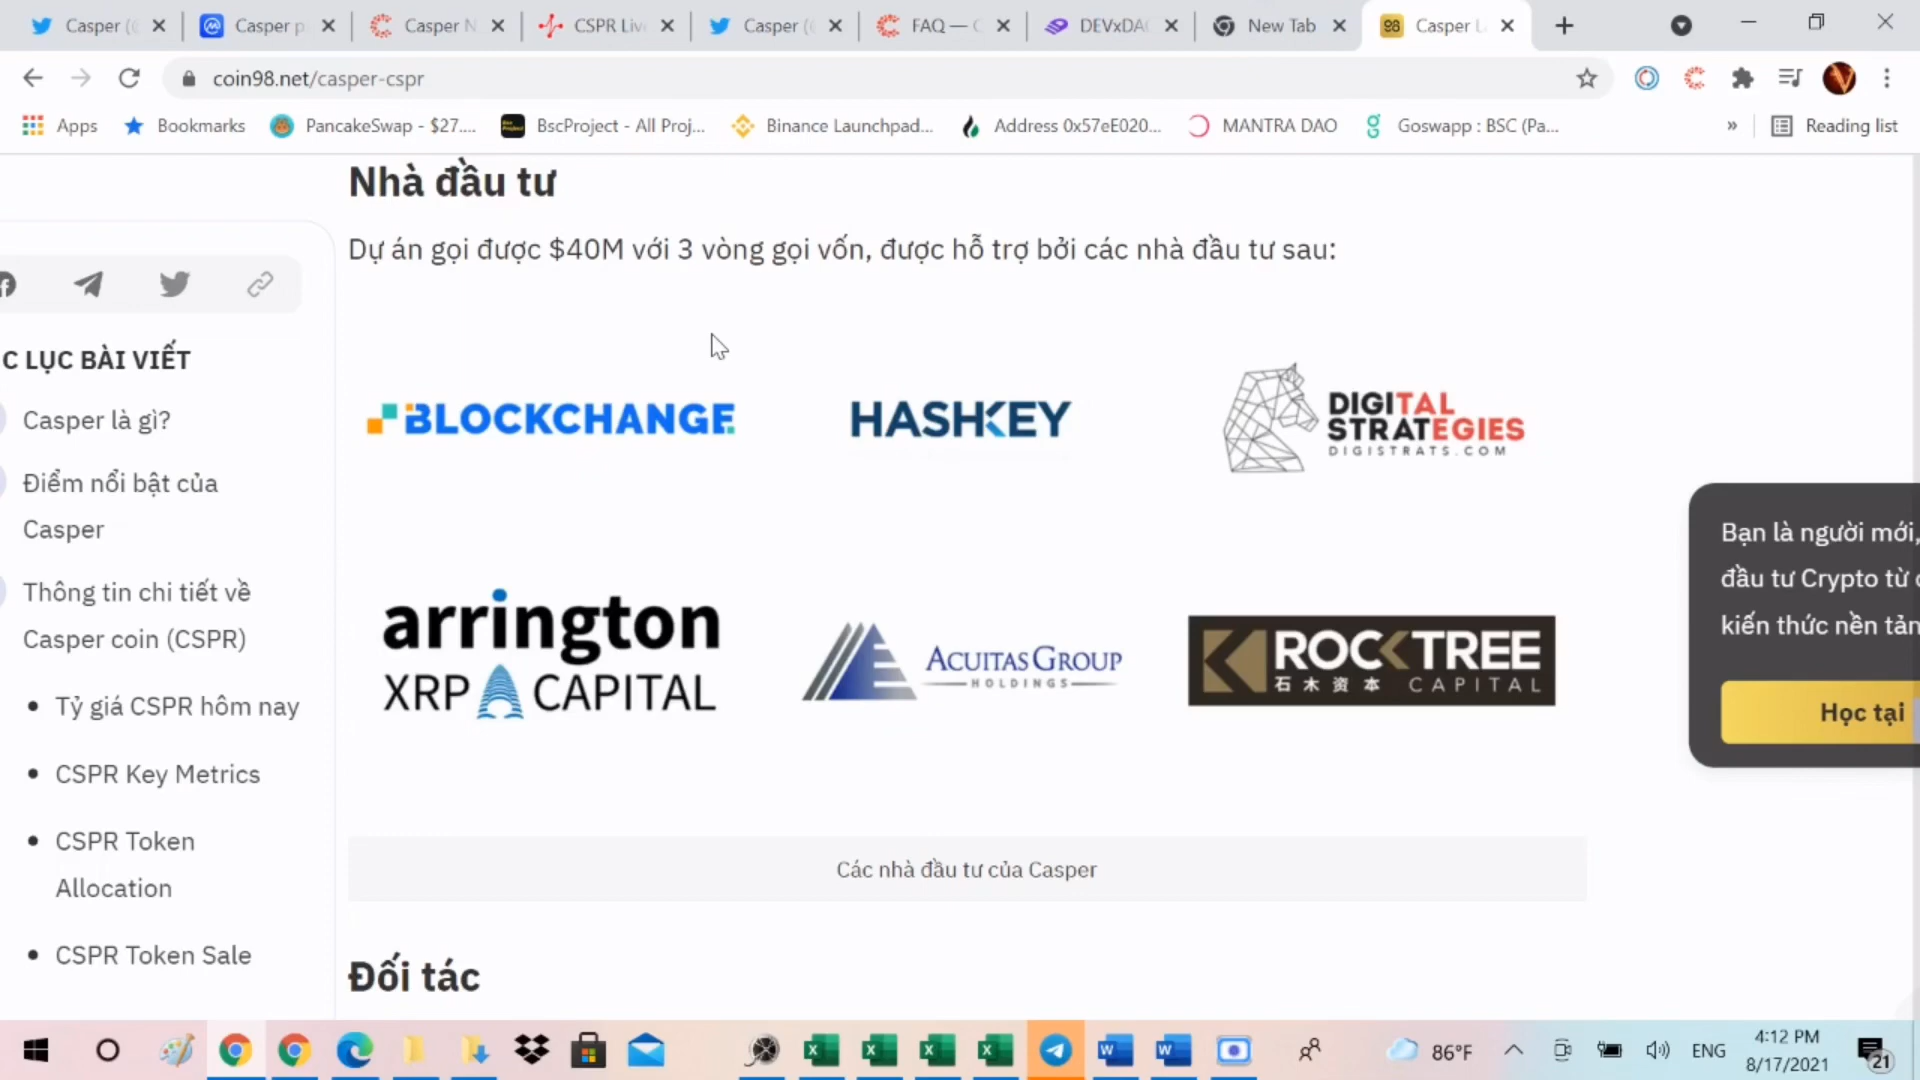 Casper (
Casper p
Casper N
CSPR Liv
Casper (
FAQ — C
DEVxDAO
New Tab
Casper L
coin98.net/casper-cspr
Apps
Bookmarks
PancakeSwap - $27....
BscProject - All Proj...
Binance Launchpad...
Address 0x57eE020...
MANTRA DAO
Goswapp : BSC (Pa...
»
Reading list
Nhà đầu tư
Dự án gọi được $40M với 3 vòng gọi vốn, được hỗ trợ bởi các nhà đầu tư sau:
C LỤC BÀI VIẾT
Casper là gì?
Điểm nổi bật của
Casper
Thông tin chi tiết về
Casper coin (CSPR)
• Tỷ giá CSPR hôm nay
• CSPR Key Metrics
• CSPR Token
Allocation
• CSPR Token Sale
BLOCKCHANGE
HASHKEY
DIGITAL
STRATEGIES
DIGISTRATS.COM
arrington
XRP CAPITAL
ACUITAS GROUP
HOLDINGS
ROCKTREE
石木资本 CAPITAL
Các nhà đầu tư của Casper
Đối tác
Bạn là người mới,
đầu tư Crypto từ
kiến thức nền tản
Học tại
86°F
ENG
4:12 PM
8/17/2021
21